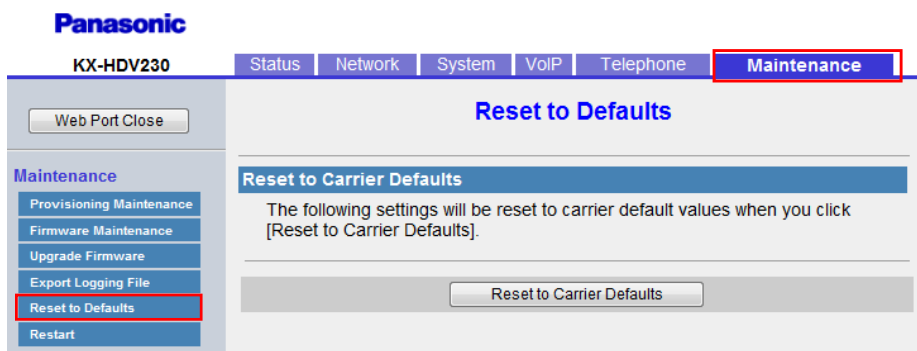 Panasonic
KX-HDV230
Status Network System VoIP Telephone Maintenance
Web Port Close
Maintenance
Provisioning Maintenance
Firmware Maintenance
Upgrade Firmware
Export Logging File
Reset to Defaults
Restart
Reset to Defaults
Reset to Carrier Defaults
The following settings will be reset to carrier default values when you click
[Reset to Carrier Defaults].
Reset to Carrier Defaults